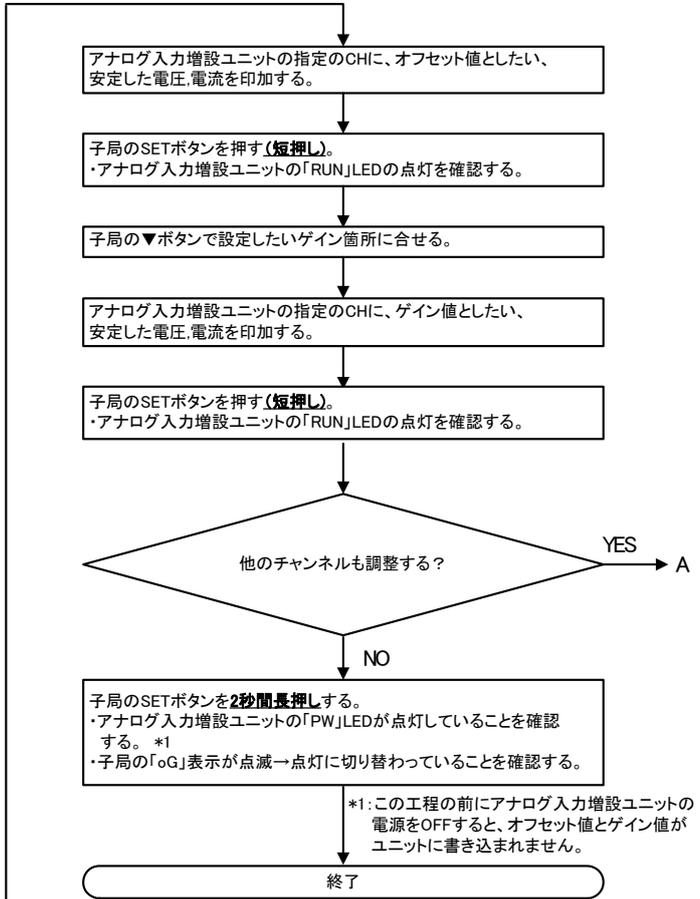 アナログ入力増設ユニットの指定のCHに、オフセット値としたい、
安定した電圧,電流を印加する。
子局のSETボタンを押す(短押し)。
・アナログ入力増設ユニットの「RUN」LEDの点灯を確認する。
子局の▼ボタンで設定したいゲイン箇所に合せる。
アナログ入力増設ユニットの指定のCHに、ゲイン値としたい、
安定した電圧,電流を印加する。
子局のSETボタンを押す(短押し)。
・アナログ入力増設ユニットの「RUN」LEDの点灯を確認する。
他のチャンネルも調整する？
YES
A
NO
子局のSETボタンを2秒間長押しする。
・アナログ入力増設ユニットの「PW」LEDが点灯していることを確認
する。 *1
・子局の「oG」表示が点滅→点灯に切り替わっていることを確認する。
*1:この工程の前にアナログ入力増設ユニットの
電源をOFFすると、オフセット値とゲイン値が
ユニットに書き込まれません。
終了